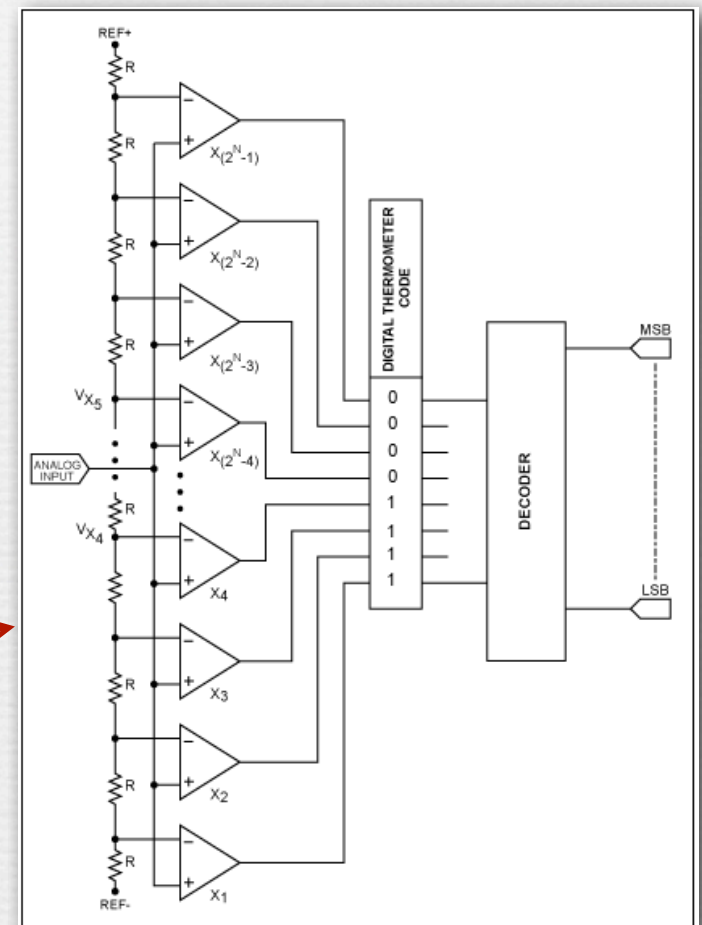 REF+
R
−
+
X(2^N-1)
R
−
+
X(2^N-2)
R
−
+
X(2^N-3)
R
VX5
−
+
X(2^N-4)
ANALOG
INPUT
R
VX4
−
+
X4
−
+
X3
R
−
+
X2
R
−
+
X1
R
REF-
DIGITAL THERMOMETER
CODE
0
0
0
0
1
1
1
1
DECODER
MSB
LSB